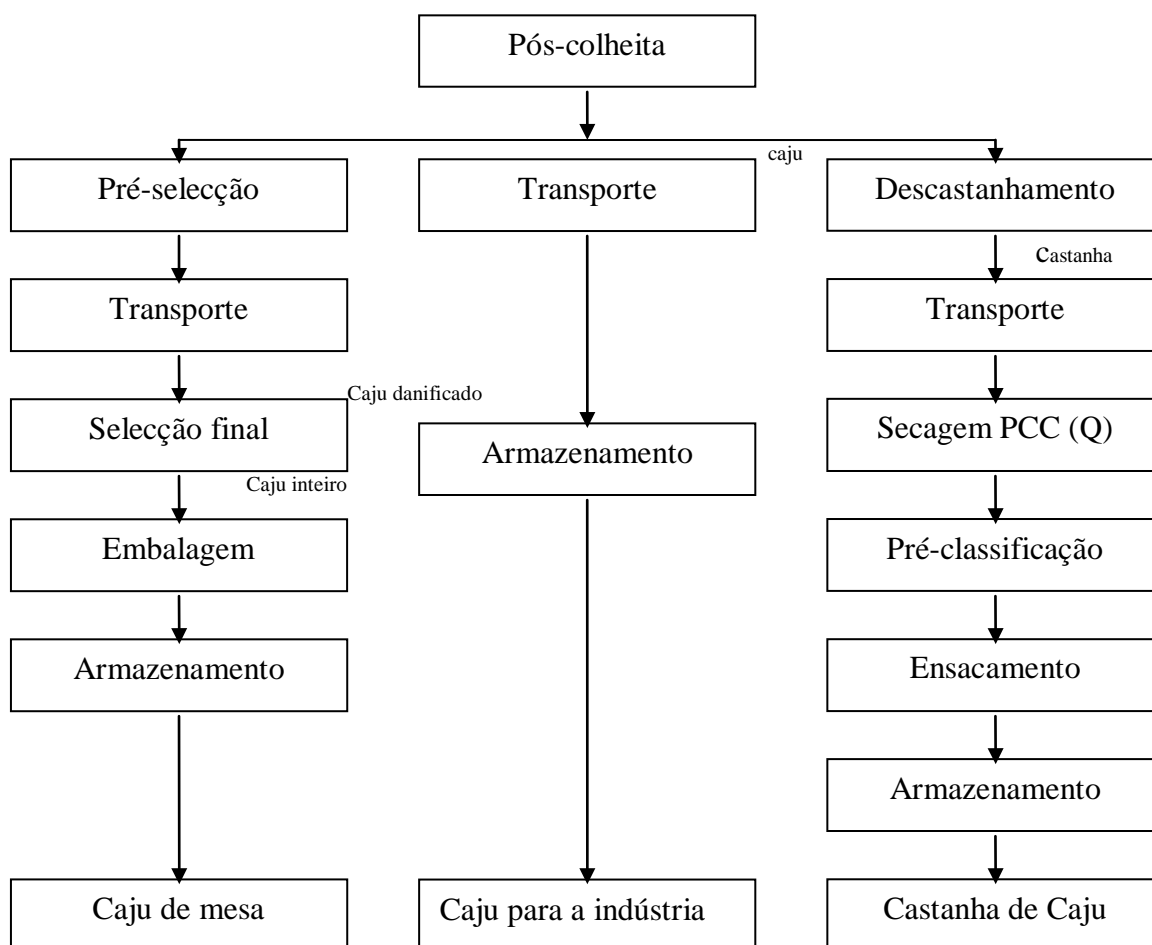 Pós-colheita
caju
Pré-selecção
Transporte
Descastanhamento
Castanha
Transporte
Transporte
Caju danificado
Selecção final
Armazenamento
Secagem PCC (Q)
Caju inteiro
Embalagem
Pré-classificação
Armazenamento
Ensacamento
Armazenamento
Caju de mesa
Caju para a indústria
Castanha de Caju